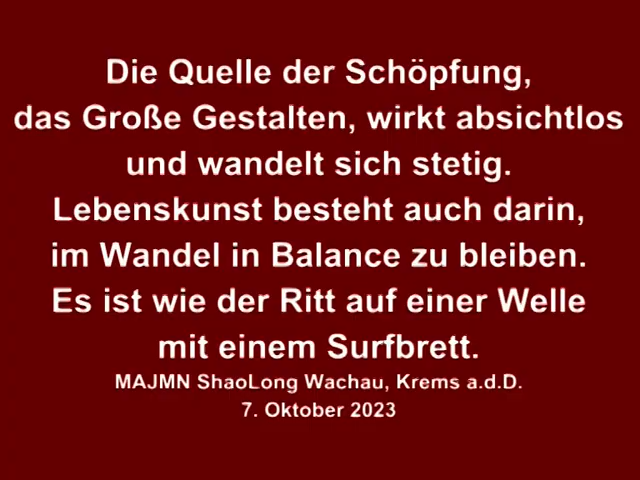 Die Quelle der Schöpfung,
das Große Gestalten, wirkt absichtlos
und wandelt sich stetig.
Lebenskunst besteht auch darin,
im Wandel in Balance zu bleiben.
Es ist wie der Ritt auf einer Welle
mit einem Surfbrett.
MAJMN ShaoLong Wachau, Krems a.d.D.
7. Oktober 2023